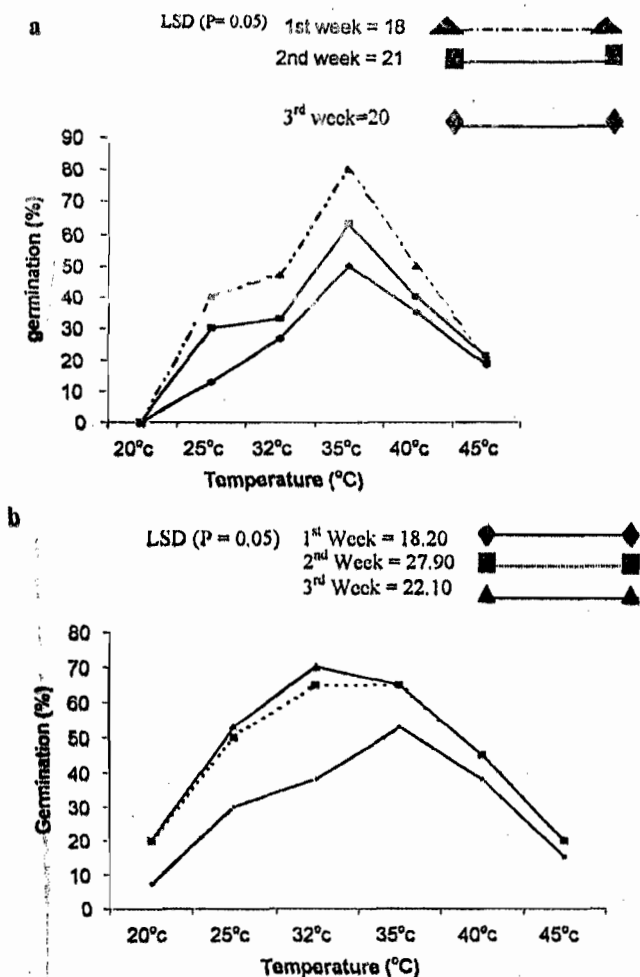 a
LSD (P= 0.05) 1st week = 18
2nd week = 21
3rd week=20
90
80
70
60
50
40
30
20
10
0
germination (%)
20°c 25°c 32°c 35°c 40°c 45°c
Temperature (°C)
b
LSD (P = 0.05) 1st Week = 18.20
2nd Week = 27.90
3rd Week = 22.10
80
70
60
50
40
30
20
10
0
Germination (%)
20°c 25°c 32°c 35°c 40°c 45°c
Temperature (°C)